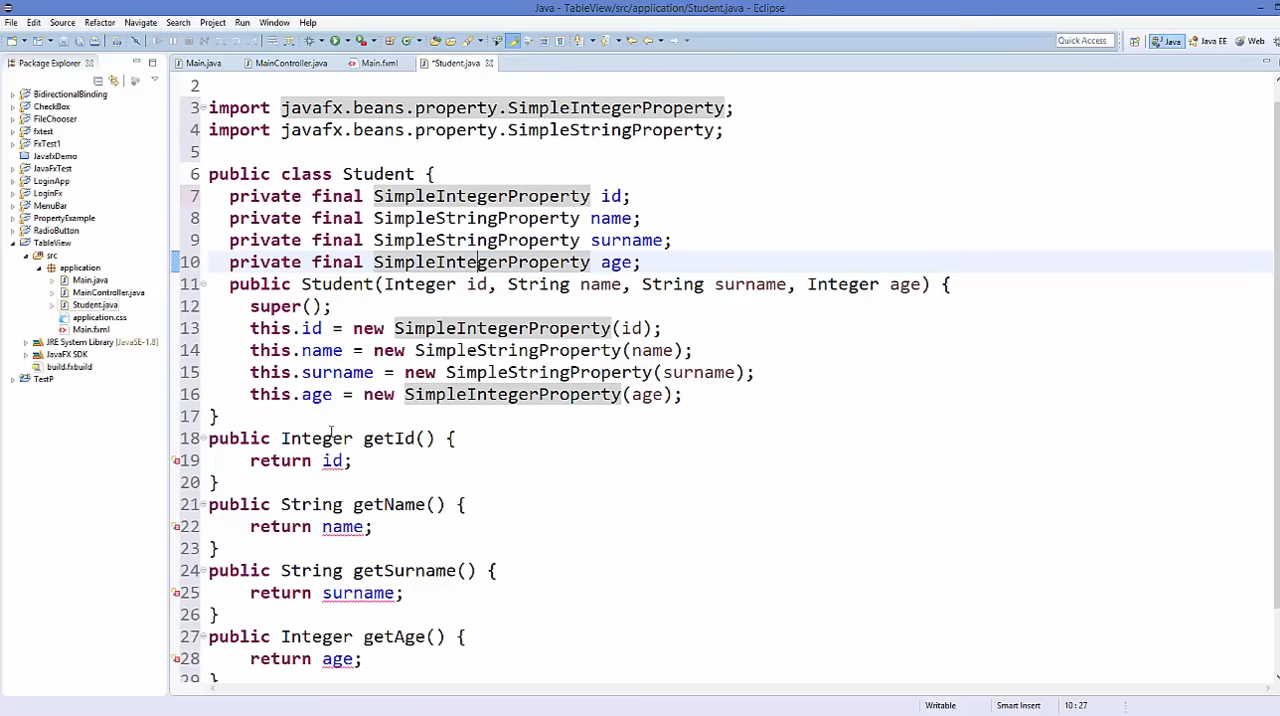 Java - TableView/src/application/Student.java - Eclipse
File Edit Source Refactor Navigate Search Project Run Window Help
Quick Access Java Java EE Web
Package Explorer
Main.java MainController.java Main.fxml *Student.java
BidirectionalBinding
CheckBox
FileChooser
fxtest
FxTest1
JavafxDemo
JavaFxTest
LoginApp
LoginFx
MenuBar
PropertyExample
RadioButton
TableView
src
application
Main.java
MainController.java
Student.java
application.css
Main.fxml
JRE System Library [JavaSE-1.8]
JavaFX SDK
build.fxbuild
TestP
2
3 import javafx.beans.property.SimpleIntegerProperty;
4 import javafx.beans.property.SimpleStringProperty;
5
6 public class Student {
7 private final SimpleIntegerProperty id;
8 private final SimpleStringProperty name;
9 private final SimpleStringProperty surname;
10 private final SimpleIntegerProperty age;
11 public Student(Integer id, String name, String surname, Integer age) {
12 super();
13 this.id = new SimpleIntegerProperty(id);
14 this.name = new SimpleStringProperty(name);
15 this.surname = new SimpleStringProperty(surname);
16 this.age = new SimpleIntegerProperty(age);
17 }
18 public Integer getId() {
19 return id;
20 }
21 public String getName() {
22 return name;
23 }
24 public String getSurname() {
25 return surname;
26 }
27 public Integer getAge() {
28 return age;
29 }
Writable Smart Insert 10 : 27